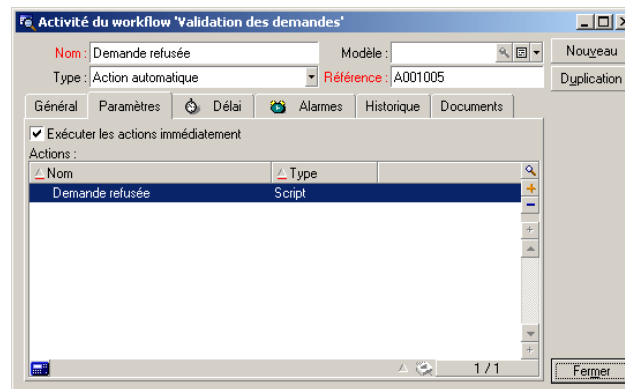 Activité du workflow 'Validation des demandes'
Nom : Demande refusée Modèle : Nouveau
Type : Action automatique Référence : A001005 Duplication
Général Paramètres Délai Alarmes Historique Documents
Exécuter les actions immédiatement
Actions :
Nom Type
Demande refusée Script
1 / 1 Fermer